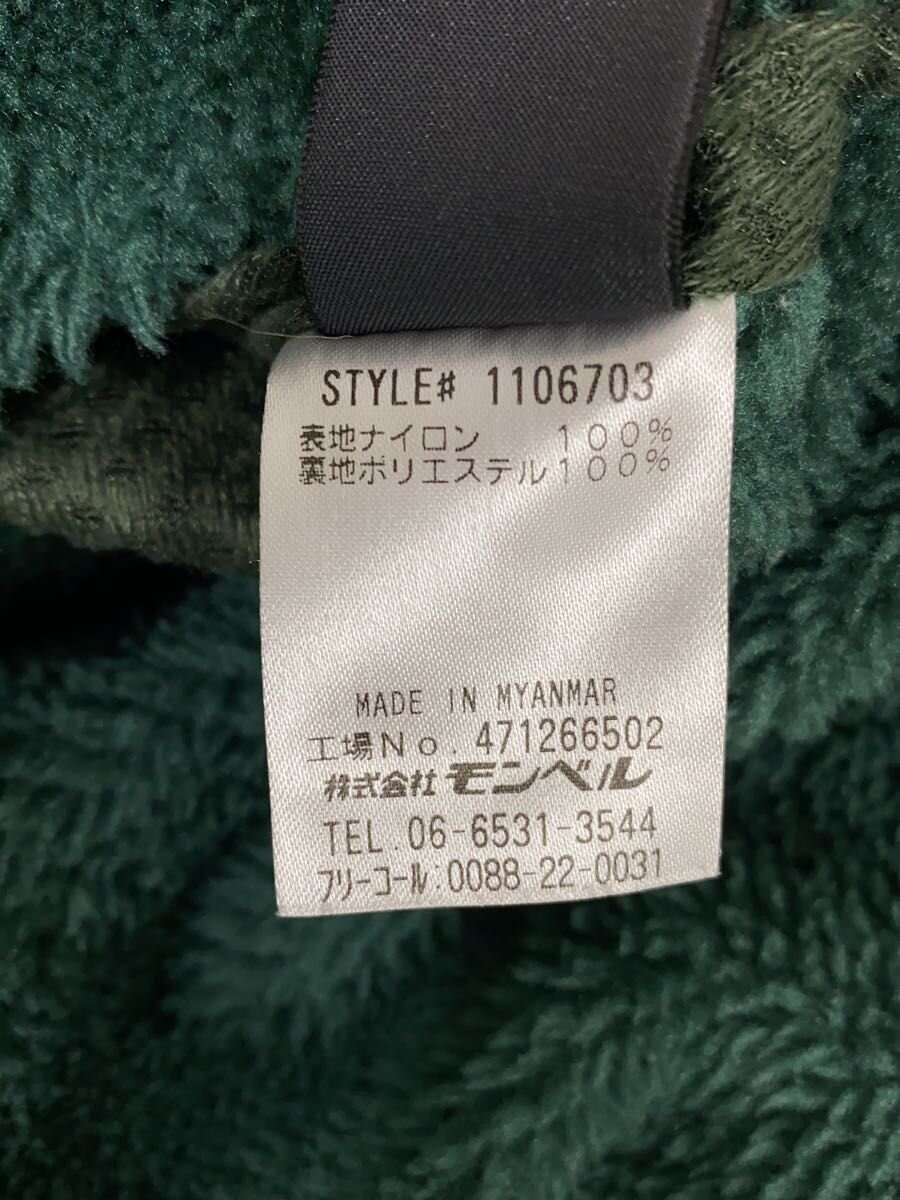 STYLE# 1106703
表地ナイロン 100%
裏地ポリエステル100%
MADE IN MYANMAR
工場No. 471266502
株式会社 モンベル
TEL. 06-6531-3544
フリーコール:0088-22-0031